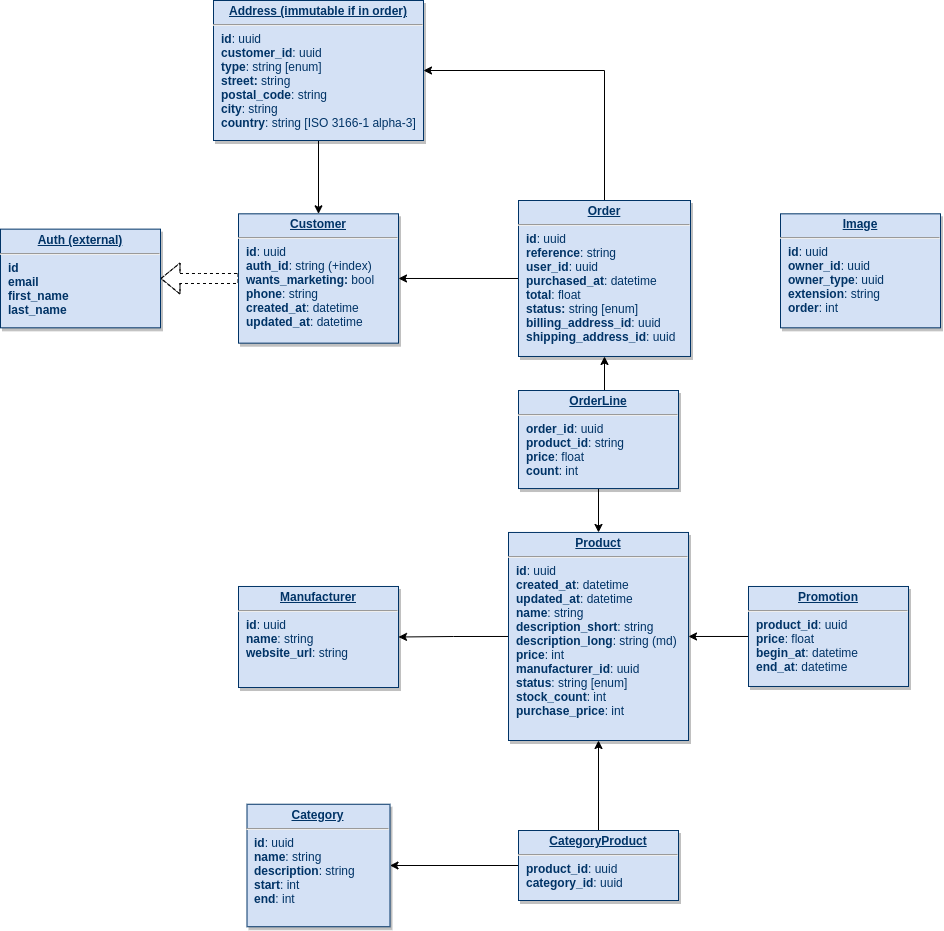 Address (immutable if in order)
id: uuid
customer_id: uuid
type: string [enum]
street: string
postal_code: string
city: string
country: string [ISO 3166-1 alpha-3]
Auth (external)
id
email
first_name
last_name
Customer
id: uuid
auth_id: string (+index)
wants_marketing: bool
phone: string
created_at: datetime
updated_at: datetime
Order
id: uuid
reference: string
user_id: uuid
purchased_at: datetime
total: float
status: string [enum]
billing_address_id: uuid
shipping_address_id: uuid
Image
id: uuid
owner_id: uuid
owner_type: uuid
extension: string
order: int
OrderLine
order_id: uuid
product_id: string
price: float
count: int
Manufacturer
id: uuid
name: string
website_url: string
Product
id: uuid
created_at: datetime
updated_at: datetime
name: string
description_short: string
description_long: string (md)
price: int
manufacturer_id: uuid
status: string [enum]
stock_count: int
purchase_price: int
Promotion
product_id: uuid
price: float
begin_at: datetime
end_at: datetime
Category
id: uuid
name: string
description: string
start: int
end: int
CategoryProduct
product_id: uuid
category_id: uuid